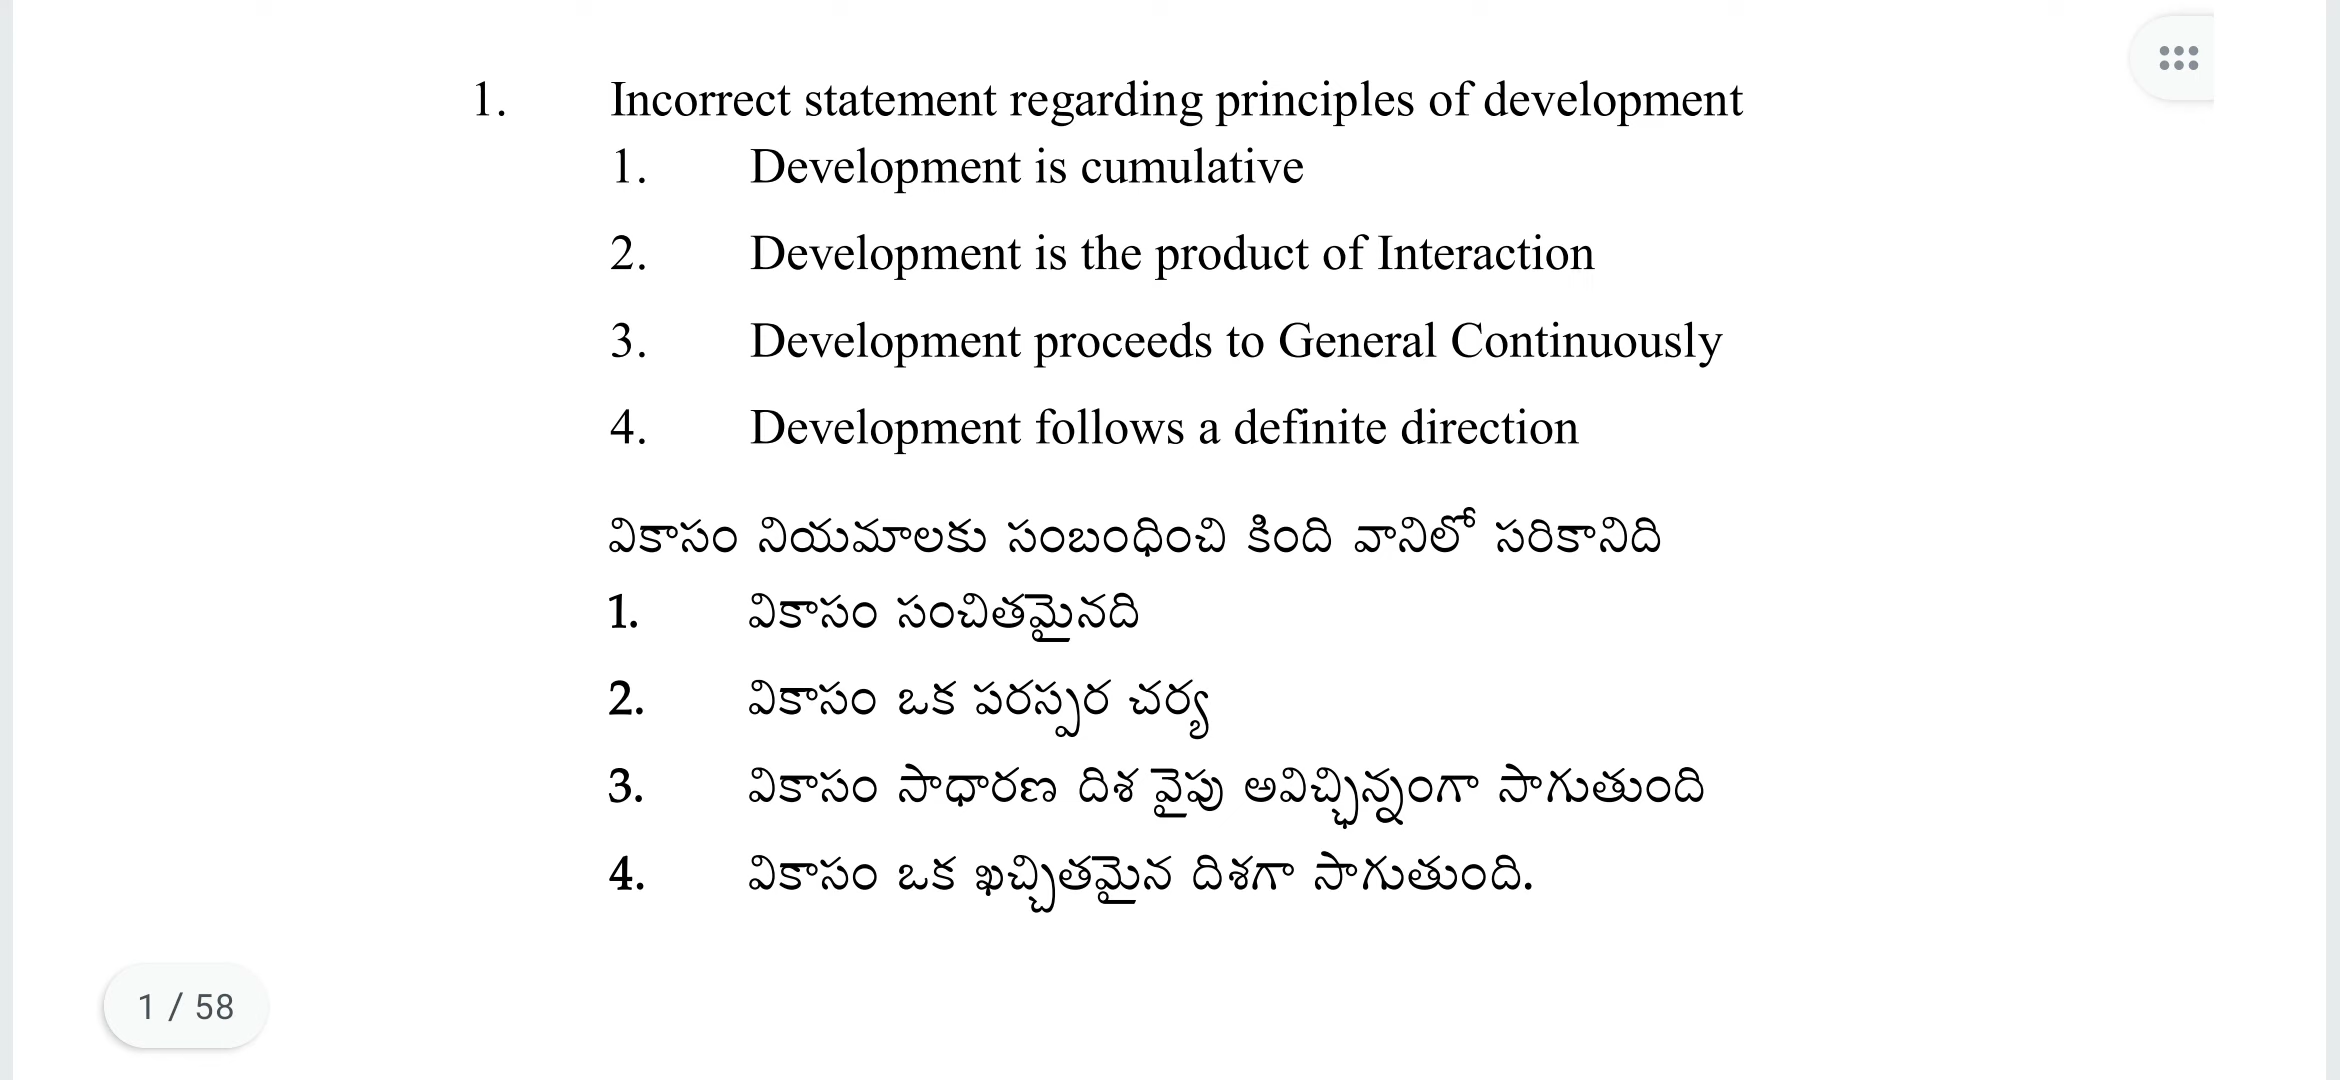 1. Incorrect statement regarding principles of development
1. Development is cumulative
2. Development is the product of Interaction
3. Development proceeds to General Continuously
4. Development follows a definite direction
వికాసం నియమాలకు సంబంధించి కింది వానిలో సరికానిది
1. వికాసం సంచితమైనది
2. వికాసం ఒక పరస్పర చర్య
3. వికాసం సాధారణ దిశ వైపు అవిచ్ఛిన్నంగా సాగుతుంది
4. వికాసం ఒక ఖచ్చితమైన దిశగా సాగుతుంది.
1 / 58